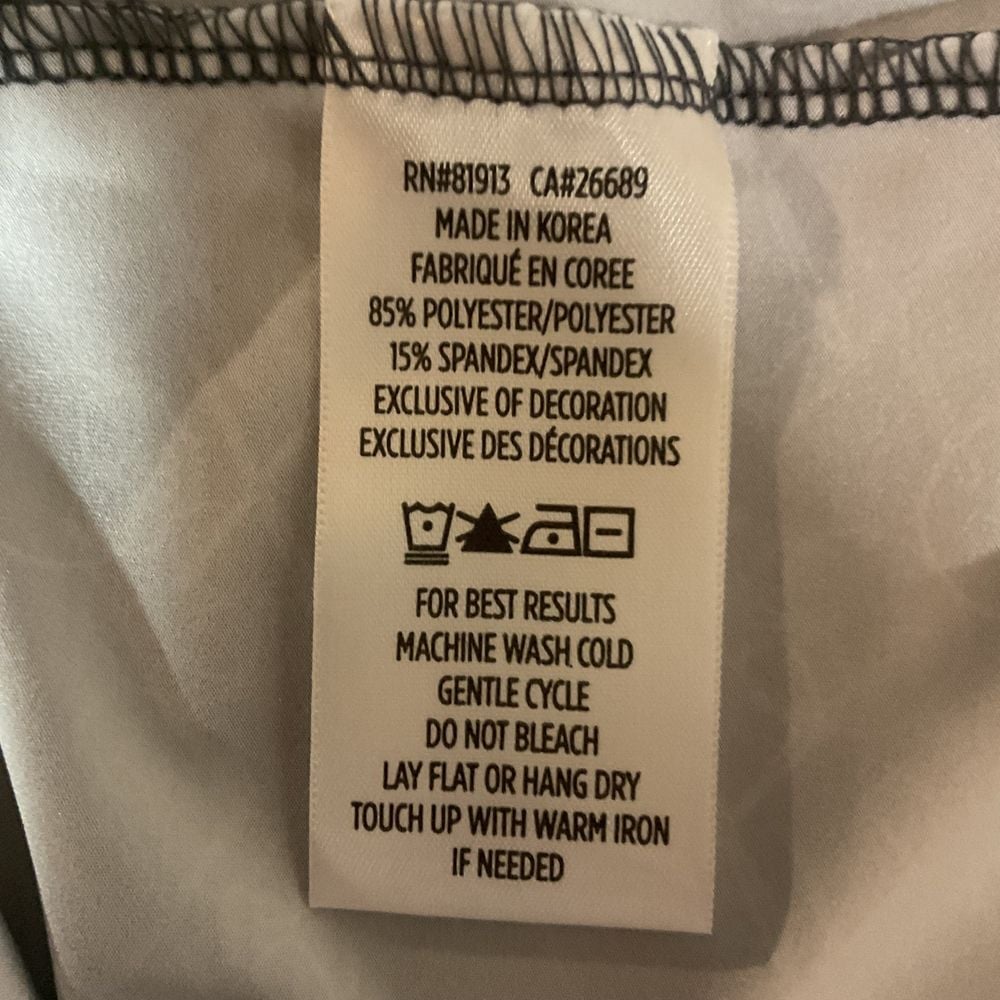 RN#81913 CA#26689
MADE IN KOREA
FABRIQUÉ EN COREE
85% POLYESTER/POLYESTER
15% SPANDEX/SPANDEX
EXCLUSIVE OF DECORATION
EXCLUSIVE DES DÉCORATIONS
FOR BEST RESULTS
MACHINE WASH COLD
GENTLE CYCLE
DO NOT BLEACH
LAY FLAT OR HANG DRY
TOUCH UP WITH WARM IRON
IF NEEDED